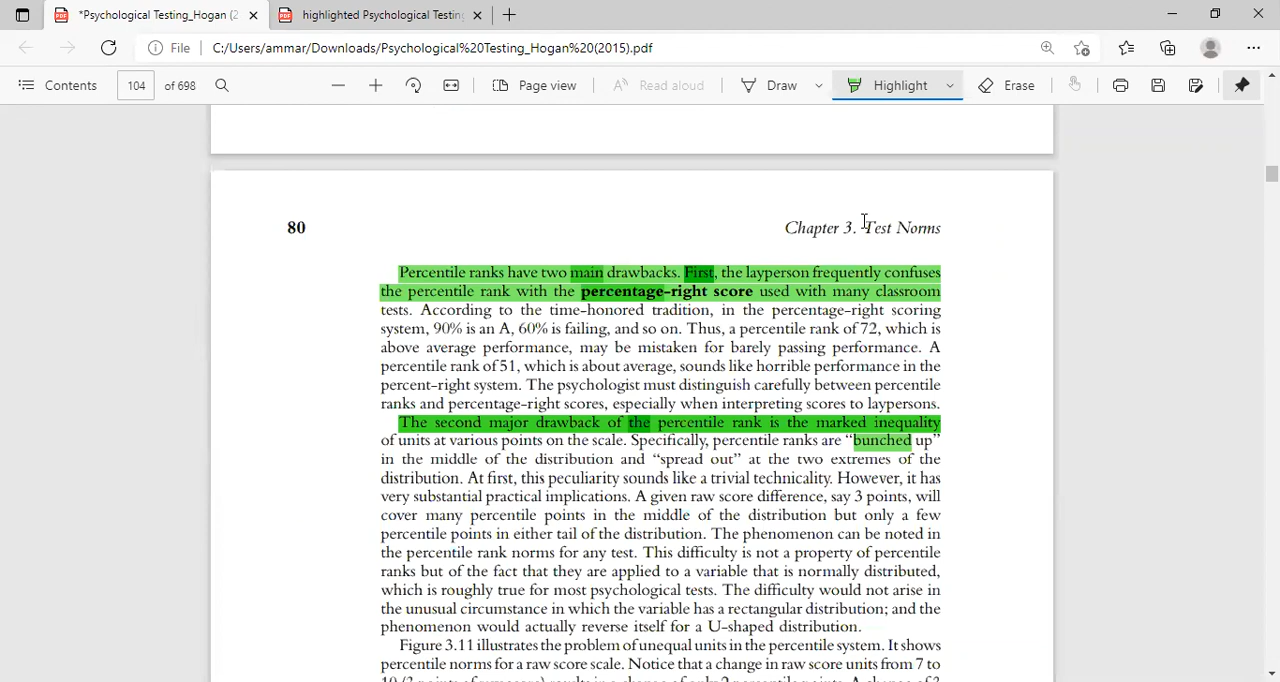 *Psychological Testing_Hogan (2
highlighted Psychological Testing
File
C:/Users/ammar/Downloads/Psychological%20Testing_Hogan%20(2015).pdf
Contents
104 of 698
Page view
Read aloud
Draw
Highlight
Erase
80
Chapter 3. Test Norms
Percentile ranks have two main drawbacks. First, the layperson frequently confuses
the percentile rank with the percentage-right score used with many classroom
tests. According to the time-honored tradition, in the percentage-right scoring
system, 90% is an A, 60% is failing, and so on. Thus, a percentile rank of 72, which is
above average performance, may be mistaken for barely passing performance. A
percentile rank of 51, which is about average, sounds like horrible performance in the
percent-right system. The psychologist must distinguish carefully between percentile
ranks and percentage-right scores, especially when interpreting scores to laypersons.
The second major drawback of the percentile rank is the marked inequality
of units at various points on the scale. Specifically, percentile ranks are “bunched up”
in the middle of the distribution and “spread out” at the two extremes of the
distribution. At first, this peculiarity sounds like a trivial technicality. However, it has
very substantial practical implications. A given raw score difference, say 3 points, will
cover many percentile points in the middle of the distribution but only a few
percentile points in either tail of the distribution. The phenomenon can be noted in
the percentile rank norms for any test. This difficulty is not a property of percentile
ranks but of the fact that they are applied to a variable that is normally distributed,
which is roughly true for most psychological tests. The difficulty would not arise in
the unusual circumstance in which the variable has a rectangular distribution; and the
phenomenon would actually reverse itself for a U-shaped distribution.
Figure 3.11 illustrates the problem of unequal units in the percentile system. It shows
percentile norms for a raw score scale. Notice that a change in raw score units from 7 to